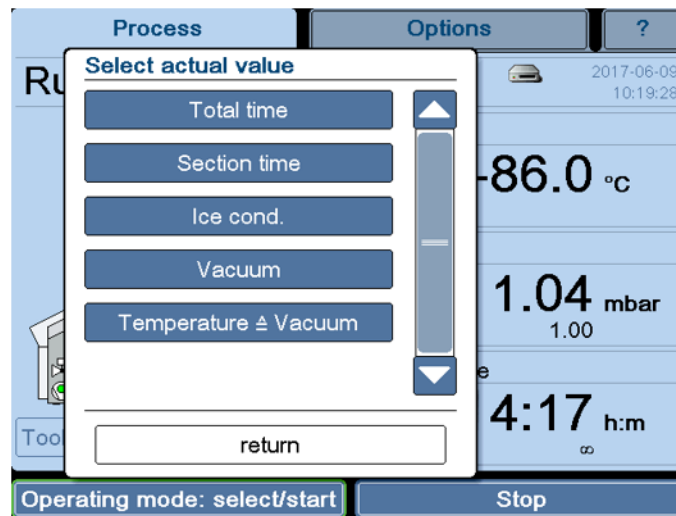 Process
Options
?
Select actual value
Total time
Section time
Ice cond.
Vacuum
Temperature ≙ Vacuum
return
Ru
2017-06-09
10:19:28
-86.0 °C
1.04 mbar
1.00
e
4:17 h:m
∞
Tool
Operating mode: select/start
Stop